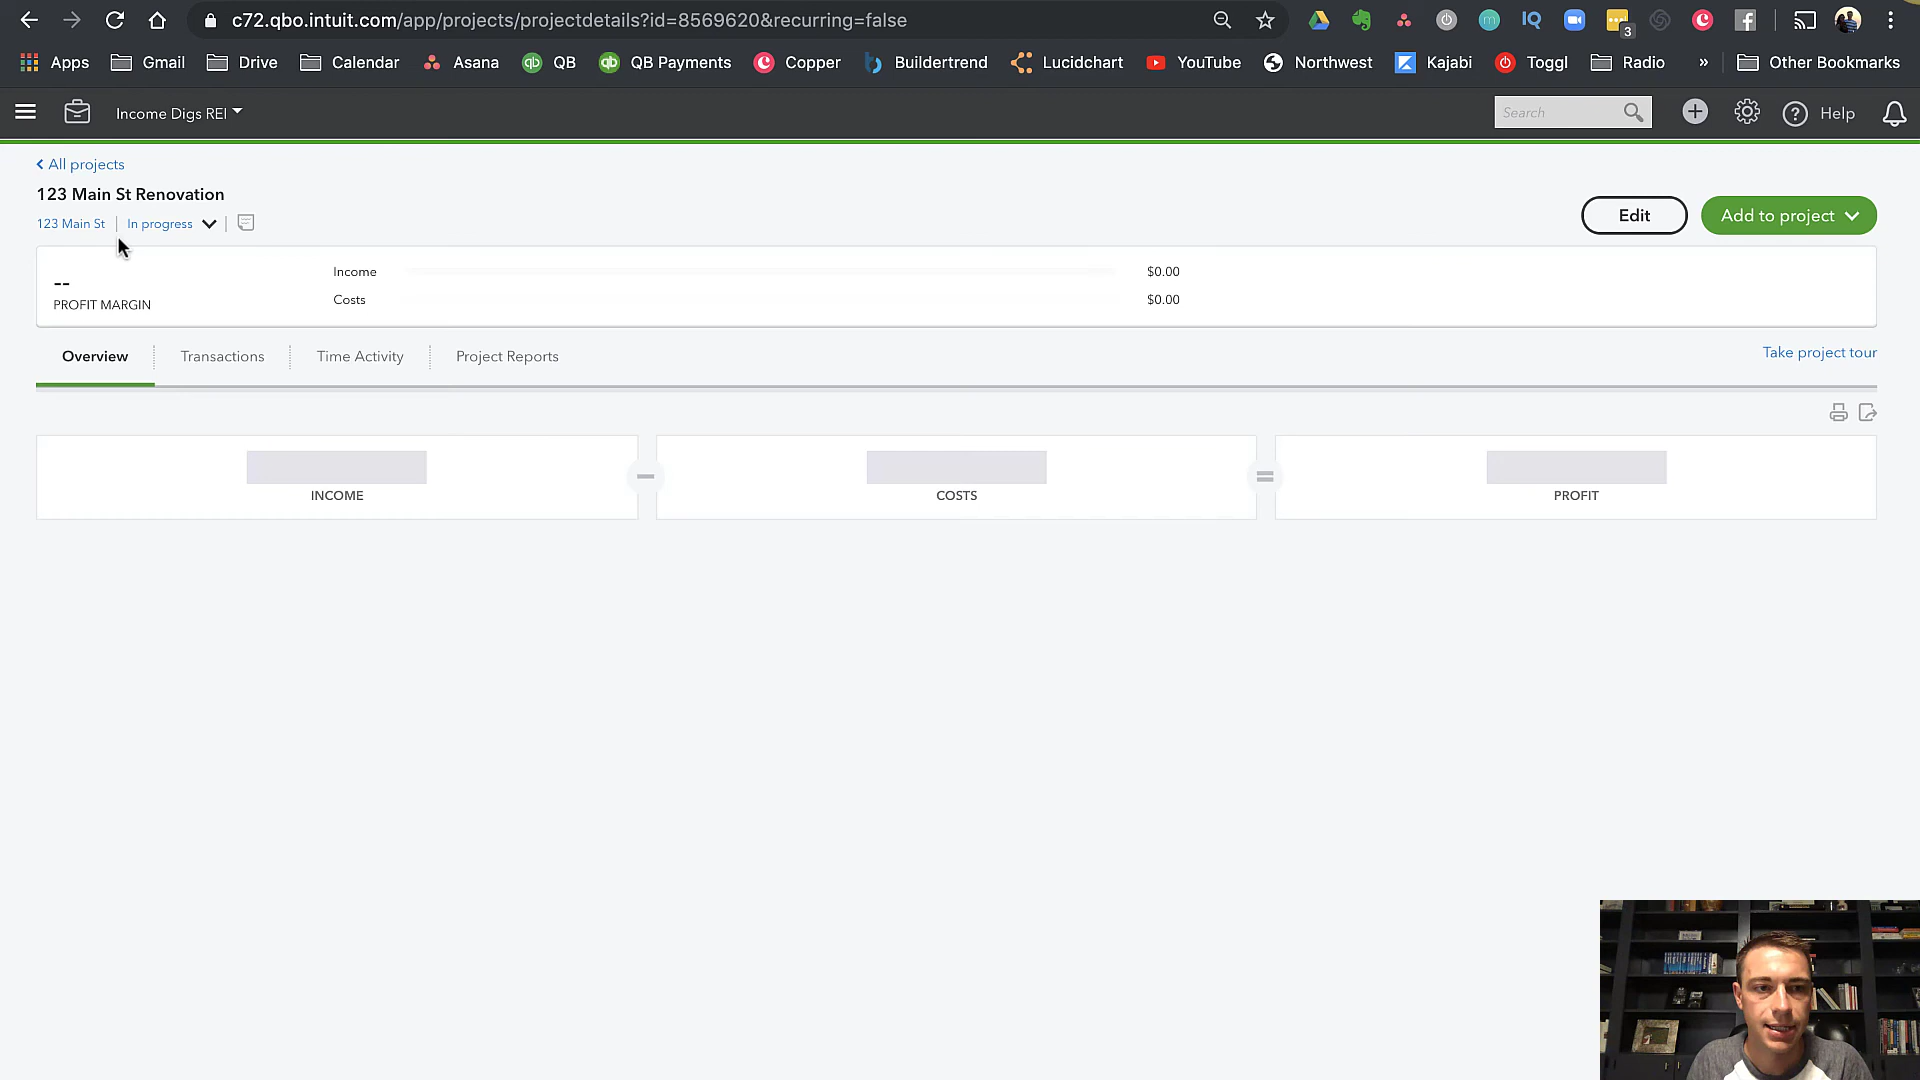 c72.qbo.intuit.com/app/projects/projectdetails?id=8569620&recurring=false
3
Apps Gmail Drive Calendar Asana QB QB Payments Copper Buildertrend Lucidchart YouTube Northwest Kajabi Toggl Radio » Other Bookmarks
Income Digs REI Search Help
All projects
123 Main St Renovation
123 Main St In progress
Edit Add to project
Income $0.00
-- Costs $0.00
PROFIT MARGIN
Overview Transactions Time Activity Project Reports Take project tour
INCOME COSTS PROFIT